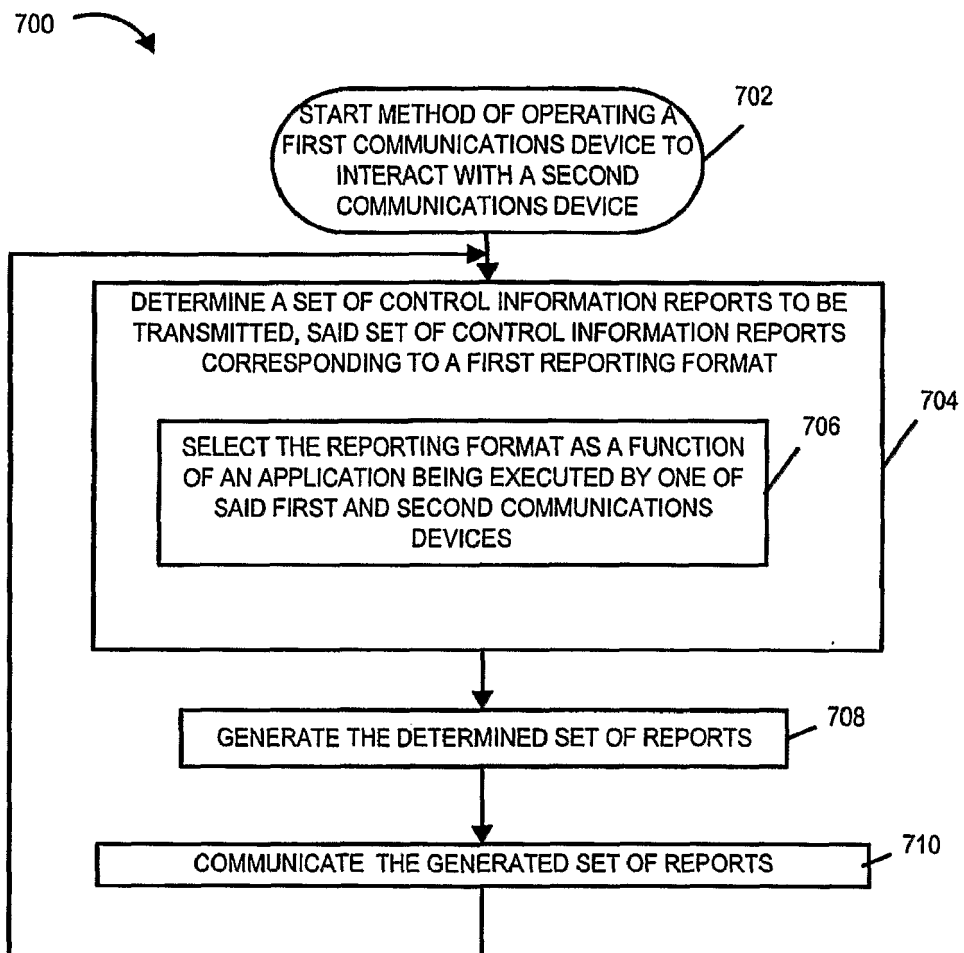 700
702
START METHOD OF OPERATING A
FIRST COMMUNICATIONS DEVICE TO
INTERACT WITH A SECOND
COMMUNICATIONS DEVICE
DETERMINE A SET OF CONTROL INFORMATION REPORTS TO BE
TRANSMITTED, SAID SET OF CONTROL INFORMATION REPORTS
CORRESPONDING TO A FIRST REPORTING FORMAT
704
706
SELECT THE REPORTING FORMAT AS A FUNCTION
OF AN APPLICATION BEING EXECUTED BY ONE OF
SAID FIRST AND SECOND COMMUNICATIONS
DEVICES
708
GENERATE THE DETERMINED SET OF REPORTS
710
COMMUNICATE THE GENERATED SET OF REPORTS